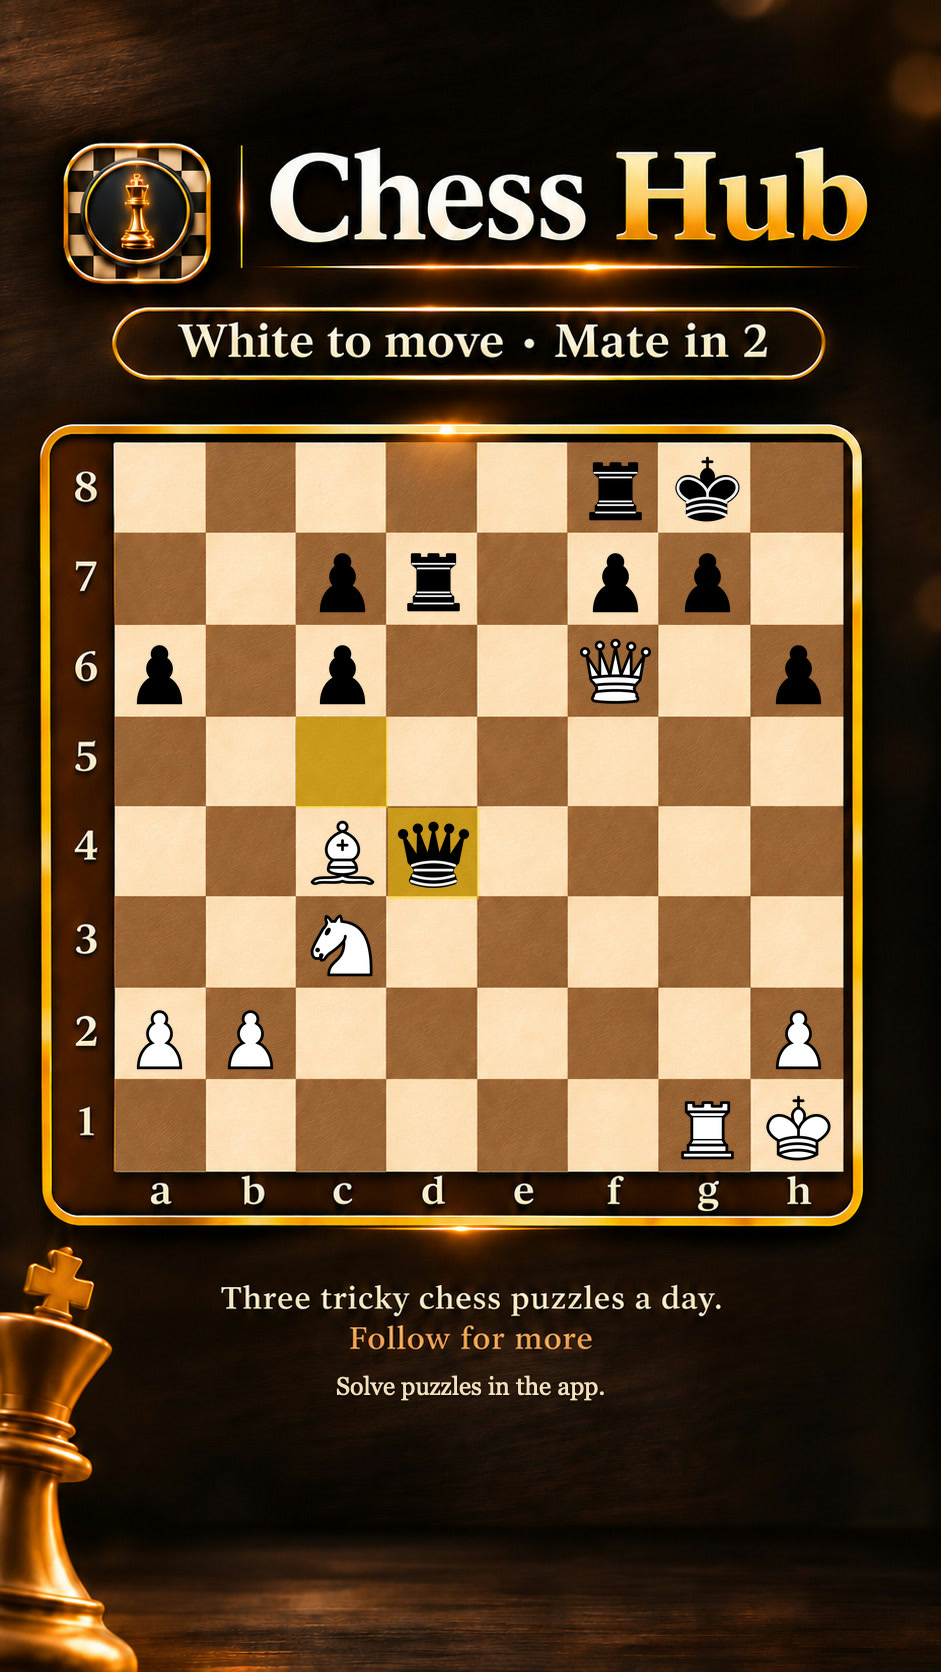 Chess Hub
White to move · Mate in 2
8
7
6
5
4
3
2
1
a b c d e f g h
Three tricky chess puzzles a day.
Follow for more
Solve puzzles in the app.